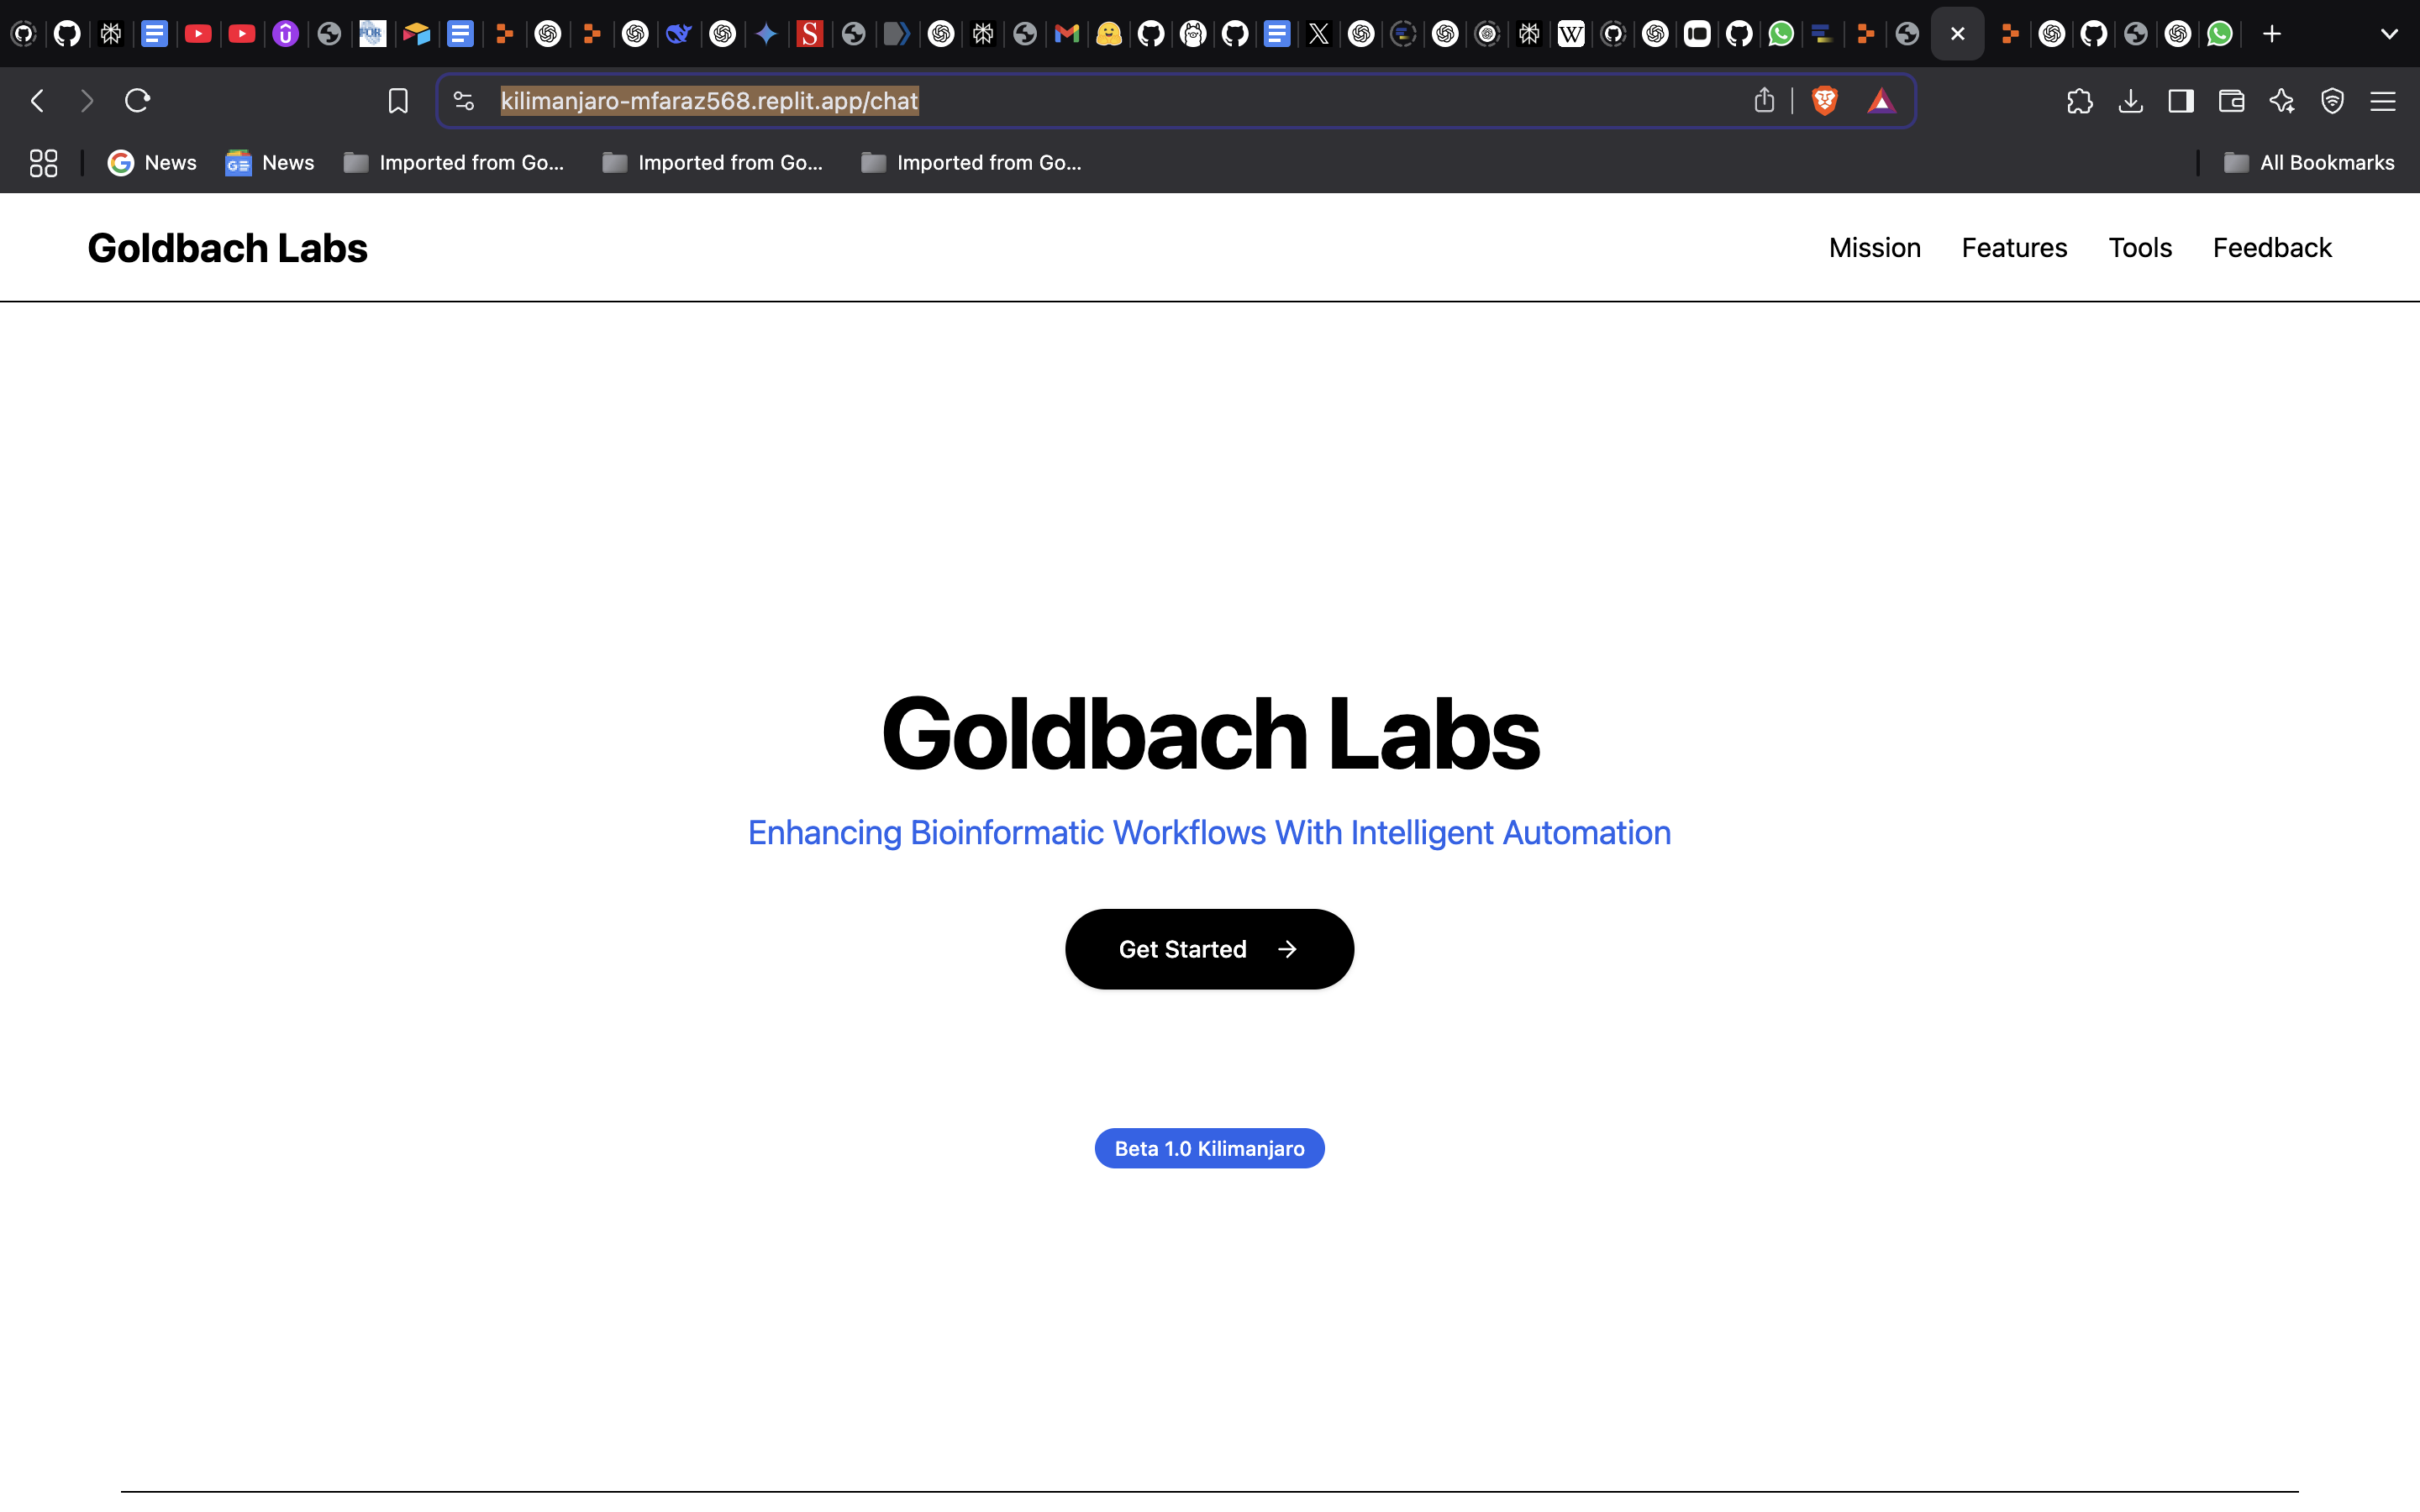 kilimanjaro-mfaraz568.replit.app/chat
News
News
Imported from Go...
Imported from Go...
Imported from Go...
All Bookmarks
Goldbach Labs
Mission
Features
Tools
Feedback
Goldbach Labs
Enhancing Bioinformatic Workflows With Intelligent Automation
Get Started
Beta 1.0 Kilimanjaro